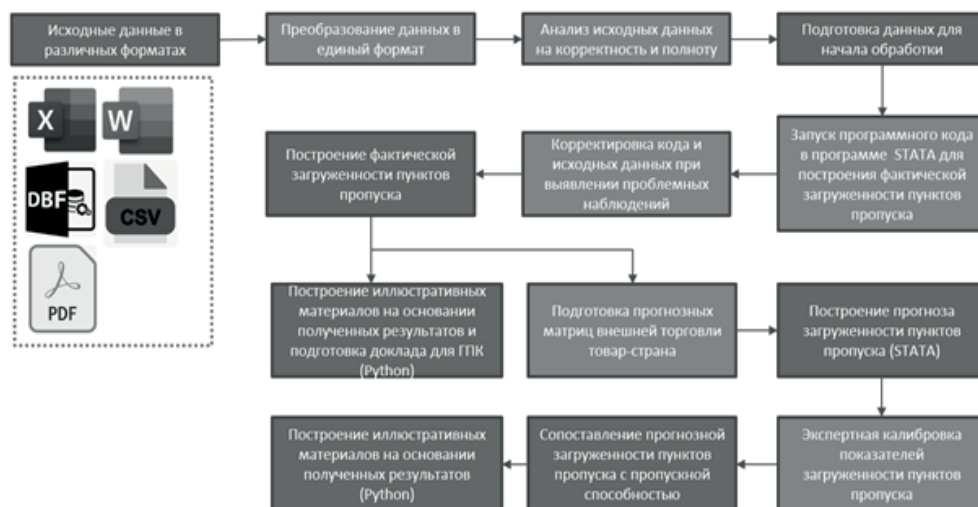 Исходные данные в
различных форматах
Преобразование данных в
единый формат
Анализ исходных данных
на корректность и полноту
Подготовка данных для
начала обработки
X
W
DBF
CSV
PDF
Построение фактической
загруженности пунктов
пропуска
Корректировка кода и
исходных данных при
выявлении проблемных
наблюдений
Запуск программного кода
в программе STATA для
построения фактической
загруженности пунктов
пропуска
Построение иллюстративных
материалов на основании
полученных результатов и
подготовка доклада для ГПК
(Python)
Подготовка прогнозных
матриц внешней торговли
товар-страна
Построение прогноза
загруженности пунктов
пропуска (STATA)
Построение иллюстративных
материалов на основании
полученных результатов
(Python)
Сопоставление прогнозной
загруженности пунктов
пропуска с пропускной
способностью
Экспертная калибровка
показателей
загруженности пунктов
пропуска